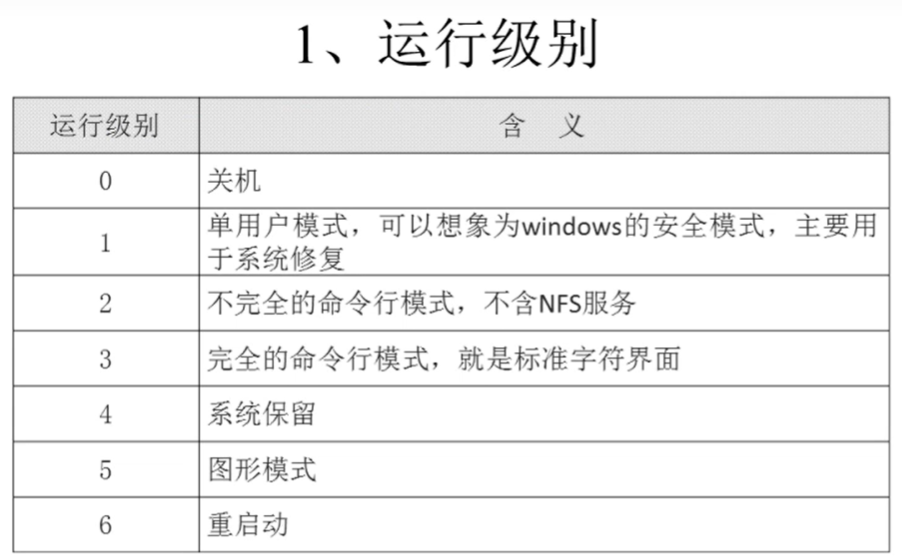 1、运行级别
运行级别 含 义
0 关机
1 单用户模式，可以想象为windows的安全模式，主要用
于系统修复
2 不完全的命令行模式，不含NFS服务
3 完全的命令行模式，就是标准字符界面
4 系统保留
5 图形模式
6 重启动